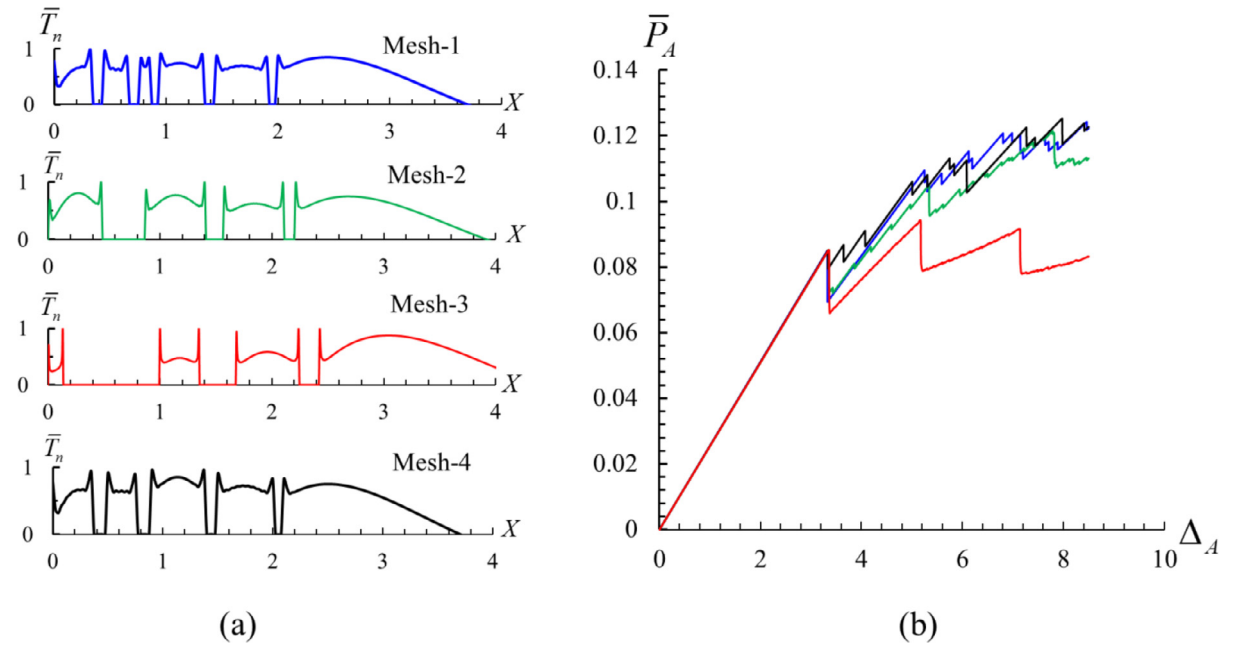 T̄ₙ
1
0
Mesh-1
X
0 1 2 3 4
T̄ₙ
1
0
Mesh-2
X
0 1 2 3 4
T̄ₙ
1
0
Mesh-3
X
0 1 2 3 4
T̄ₙ
1
0
Mesh-4
X
0 1 2 3 4
(a)
P̄_A
0.14
0.12
0.1
0.08
0.06
0.04
0.02
0
0 2 4 6 8 10
Δ_A
(b)